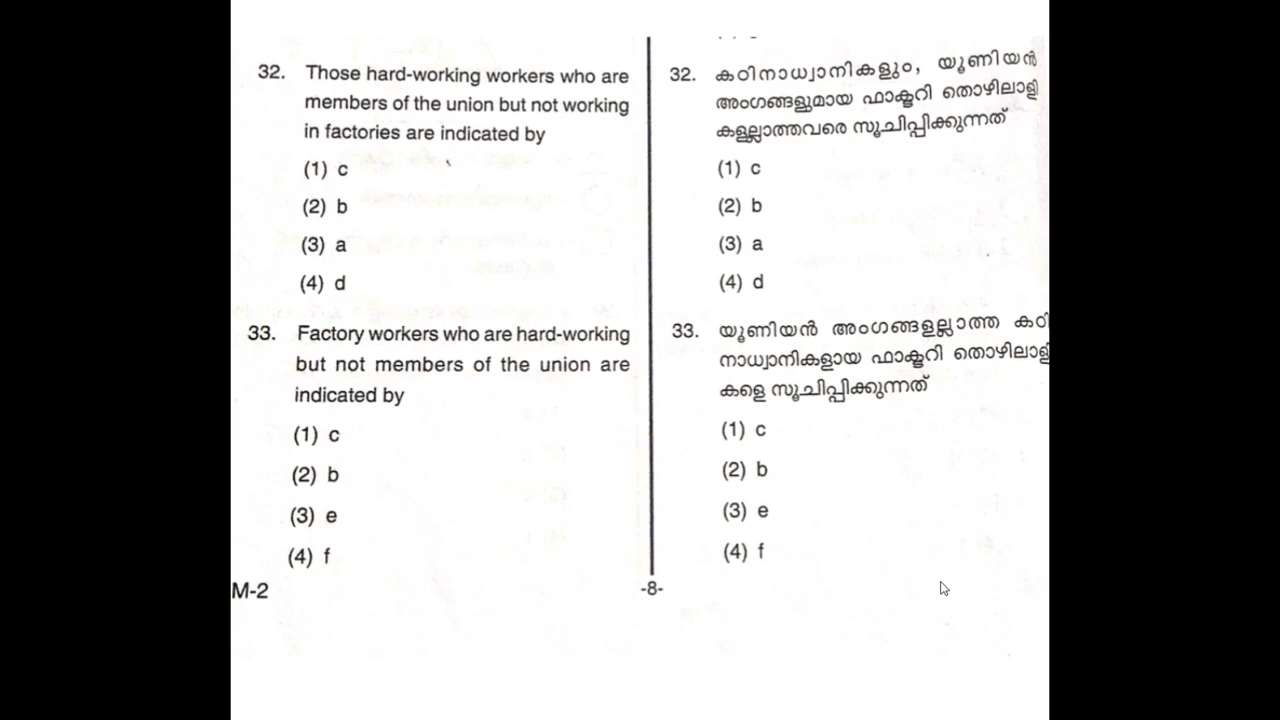 32. Those hard-working workers who are
members of the union but not working
in factories are indicated by
(1) c
(2) b
(3) a
(4) d
33. Factory workers who are hard-working
but not members of the union are
indicated by
(1) c
(2) b
(3) e
(4) f
M-2
-8-
32. കഠിനാധ്വാനികളും, യൂണിയൻ
അംഗങ്ങളുമായ ഫാക്ടറി തൊഴിലാളി
കളല്ലാത്തവരെ സൂചിപ്പിക്കുന്നത്
(1) c
(2) b
(3) a
(4) d
33. യൂണിയൻ അംഗങ്ങളല്ലാത്ത കഠി
നാധ്വാനികളായ ഫാക്ടറി തൊഴിലാളി
കളെ സൂചിപ്പിക്കുന്നത്
(1) c
(2) b
(3) e
(4) f